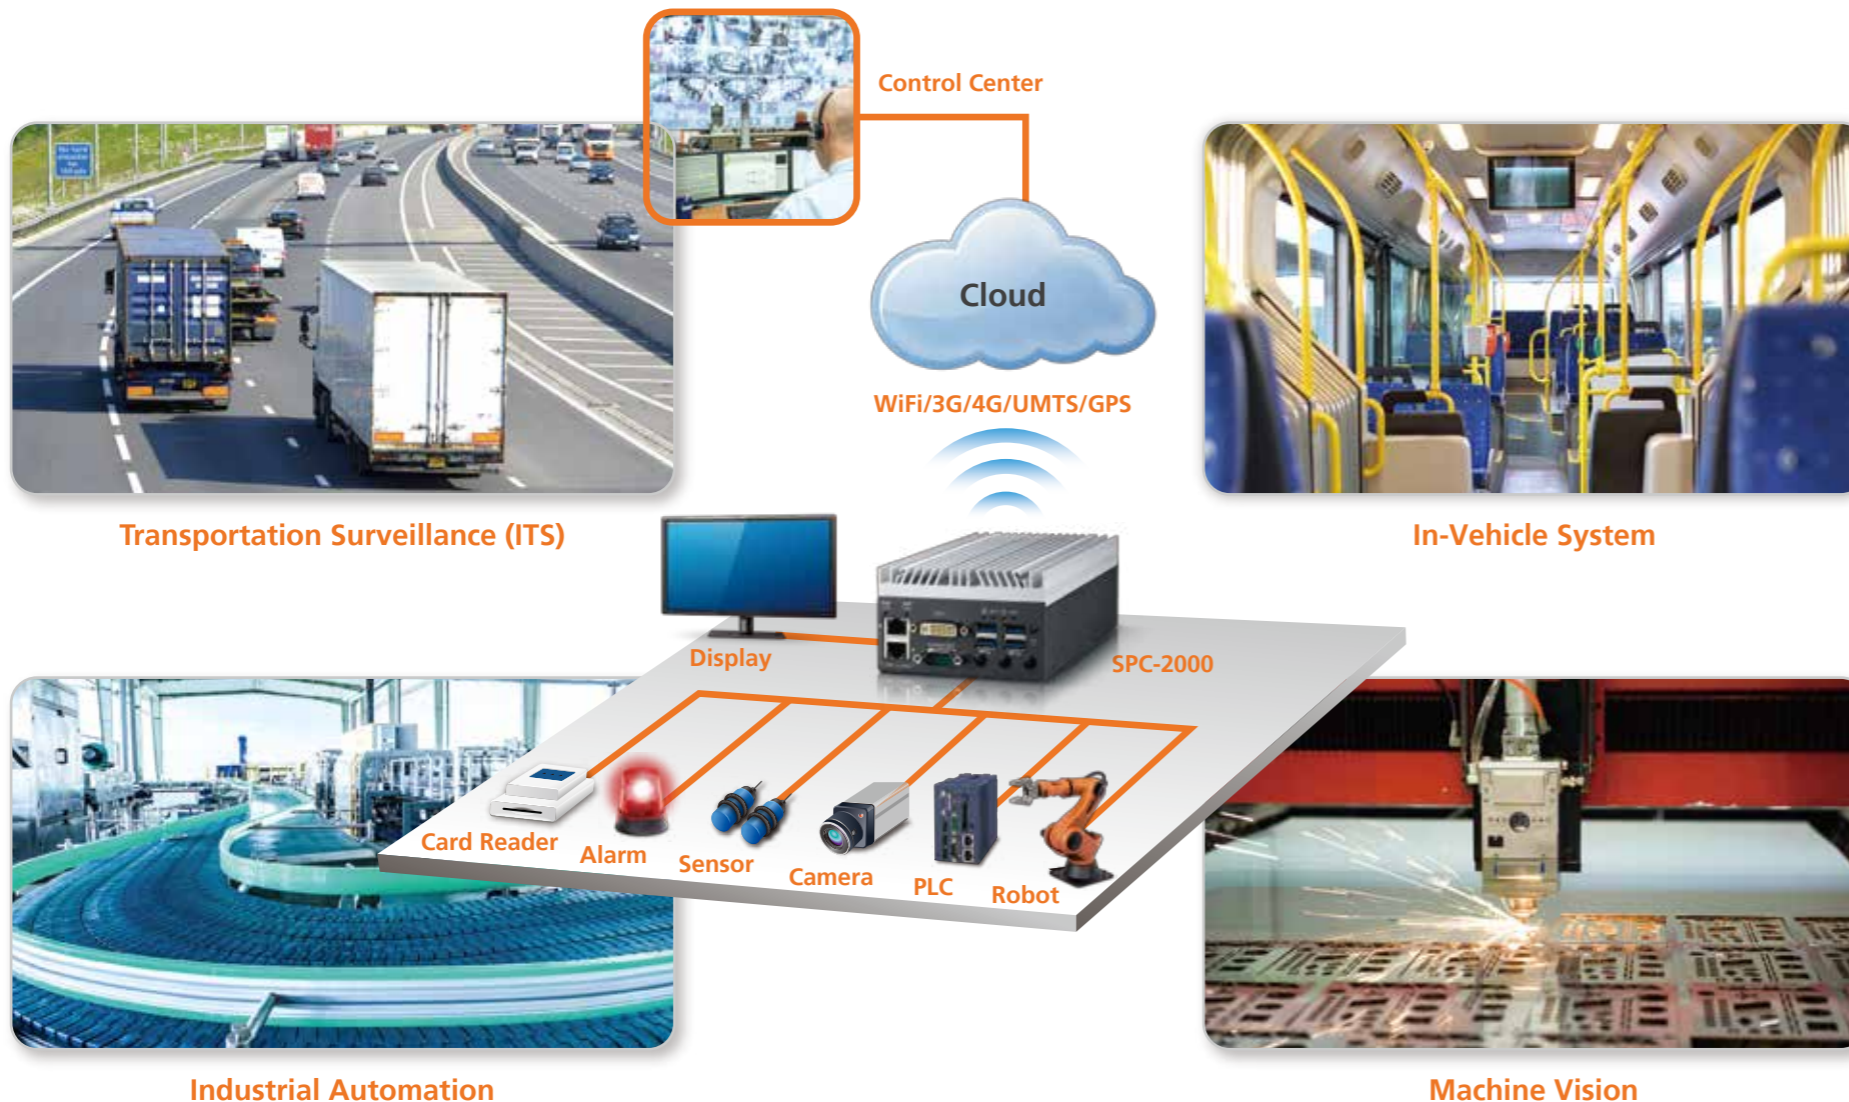 Control Center
Cloud
WiFi/3G/4G/UMTS/GPS
Transportation Surveillance (ITS)
In-Vehicle System
Display
SPC-2000
Card Reader
Alarm
Sensor
Camera
PLC
Robot
Industrial Automation
Machine Vision